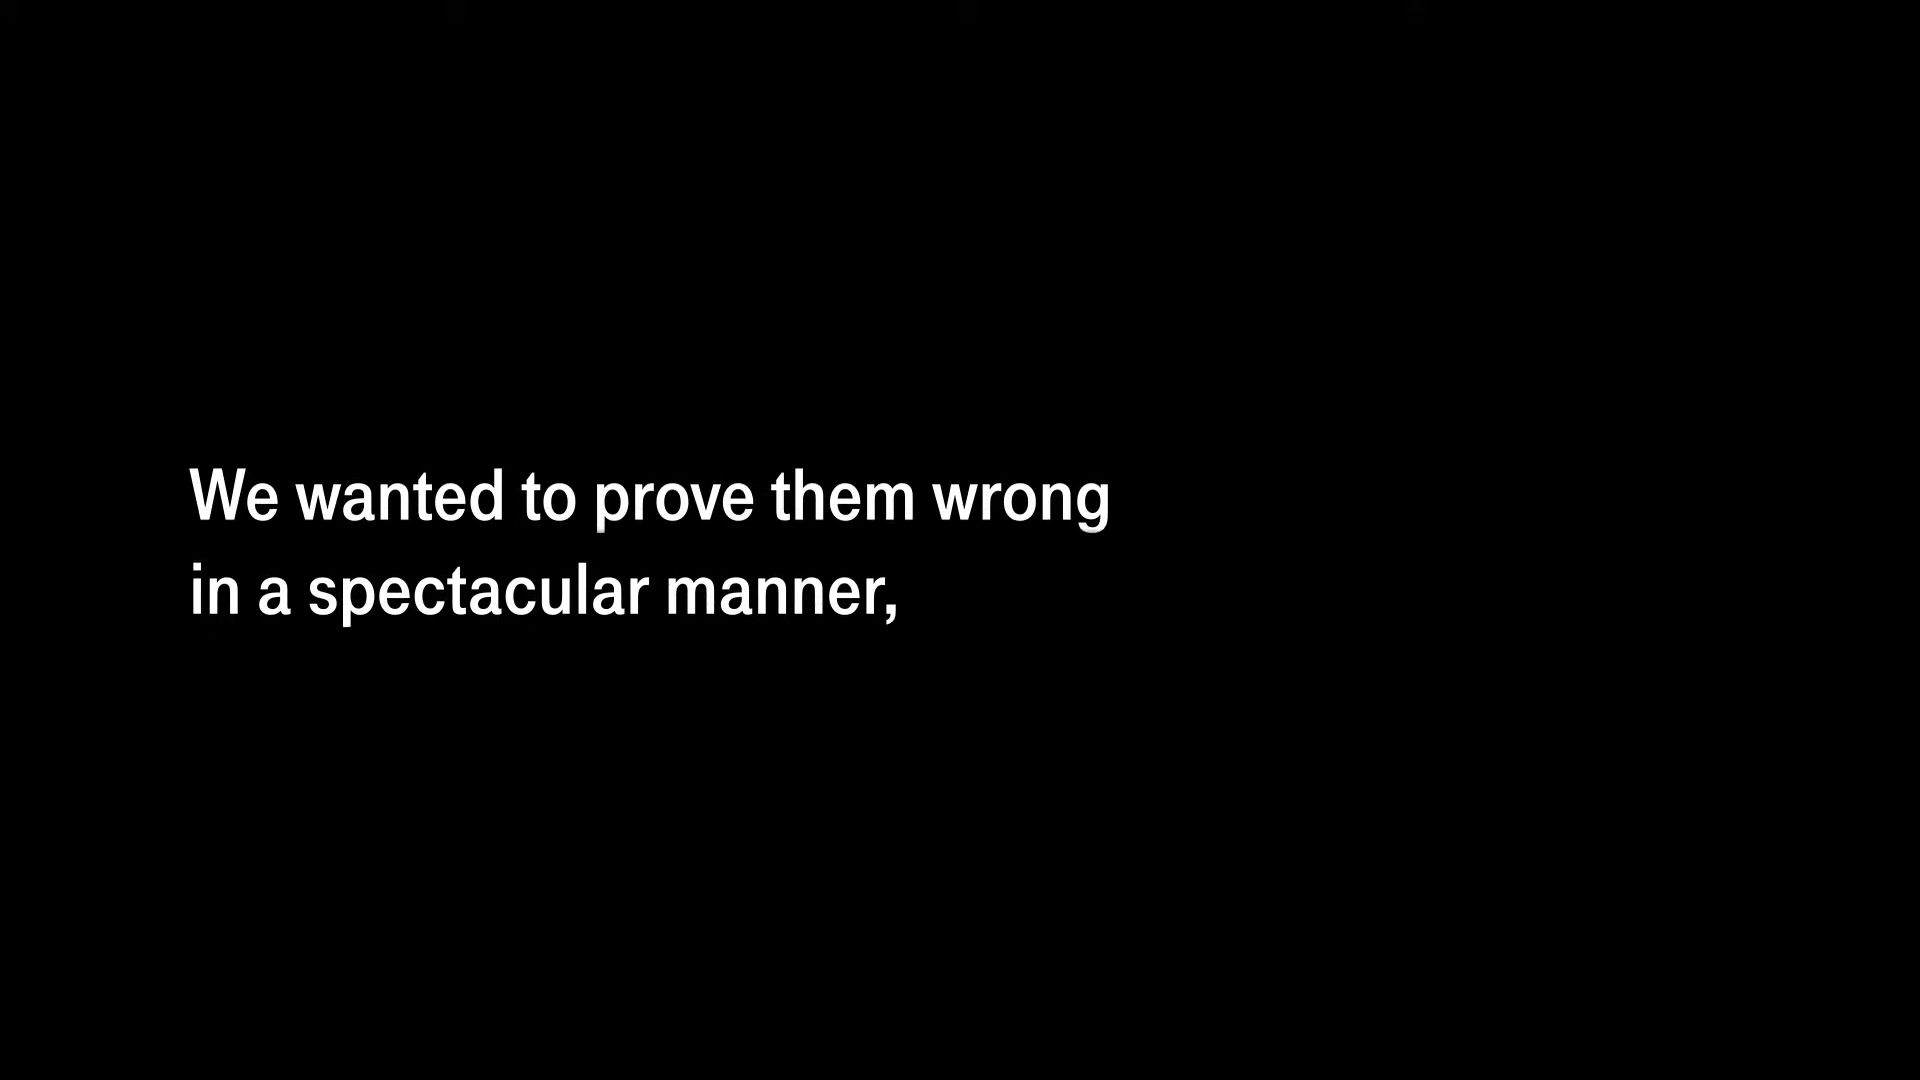 We wanted to prove them wrong
in a spectacular manner,